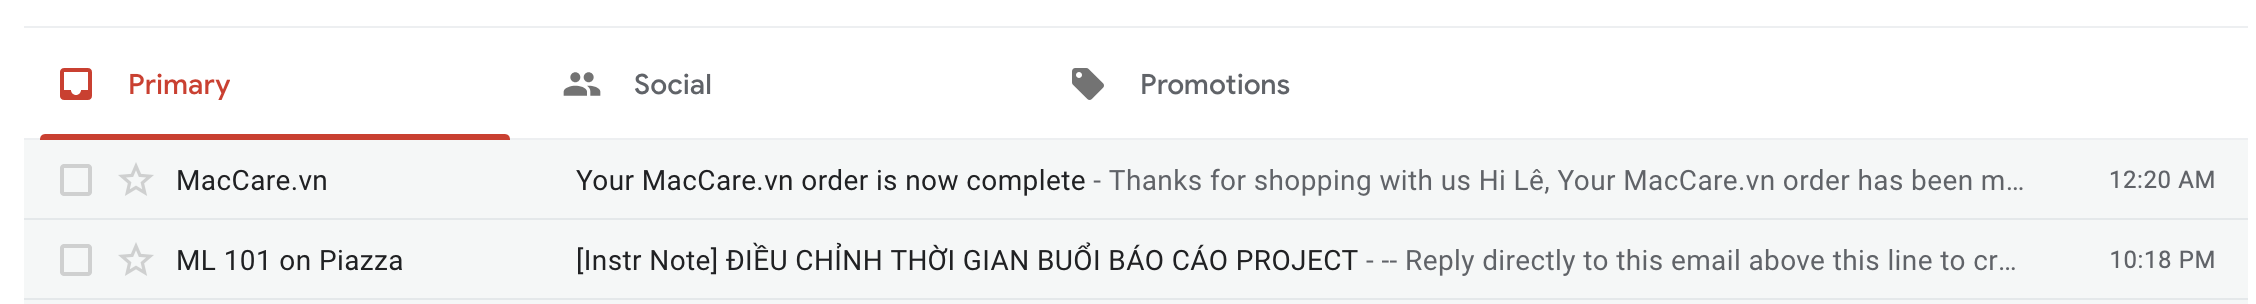 Primary Social Promotions
MacCare.vn Your MacCare.vn order is now complete - Thanks for shopping with us Hi Lê, Your MacCare.vn order has been m... 12:20 AM
ML 101 on Piazza [Instr Note] ĐIỀU CHỈNH THỜI GIAN BUỔI BÁO CÁO PROJECT - -- Reply directly to this email above this line to cr... 10:18 PM